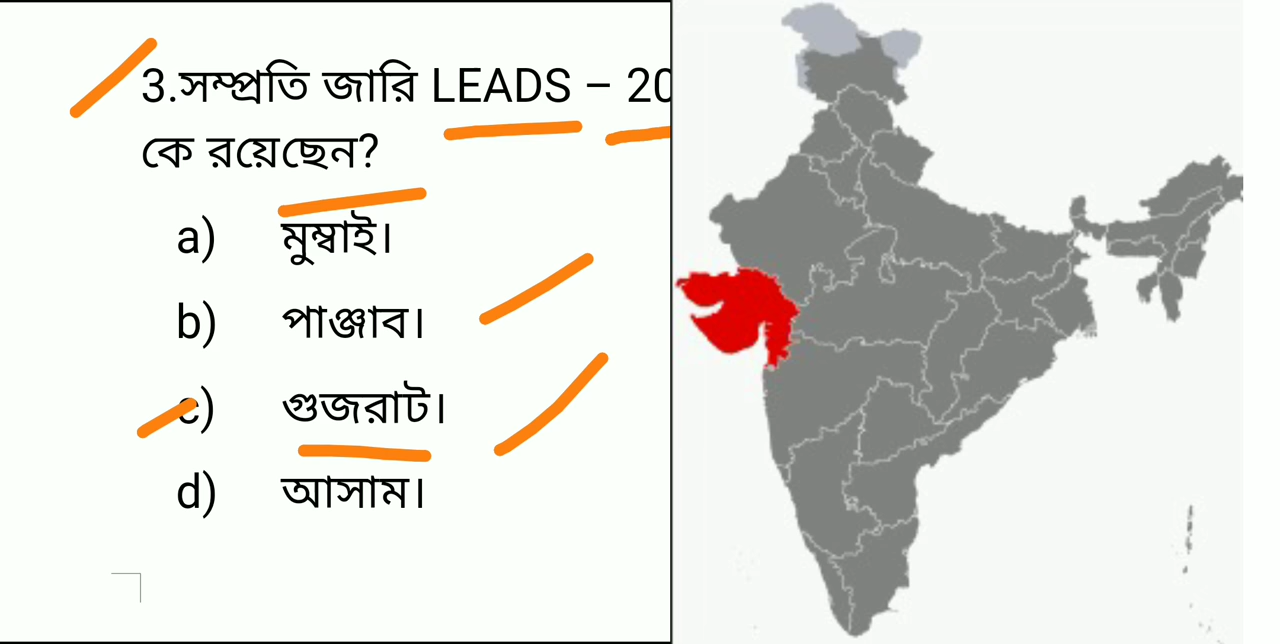 3.সম্প্রতি জারি LEADS – 20
কে রয়েছেন?
a) মুম্বাই।
b) পাঞ্জাব।
c) গুজরাট।
d) আসাম।